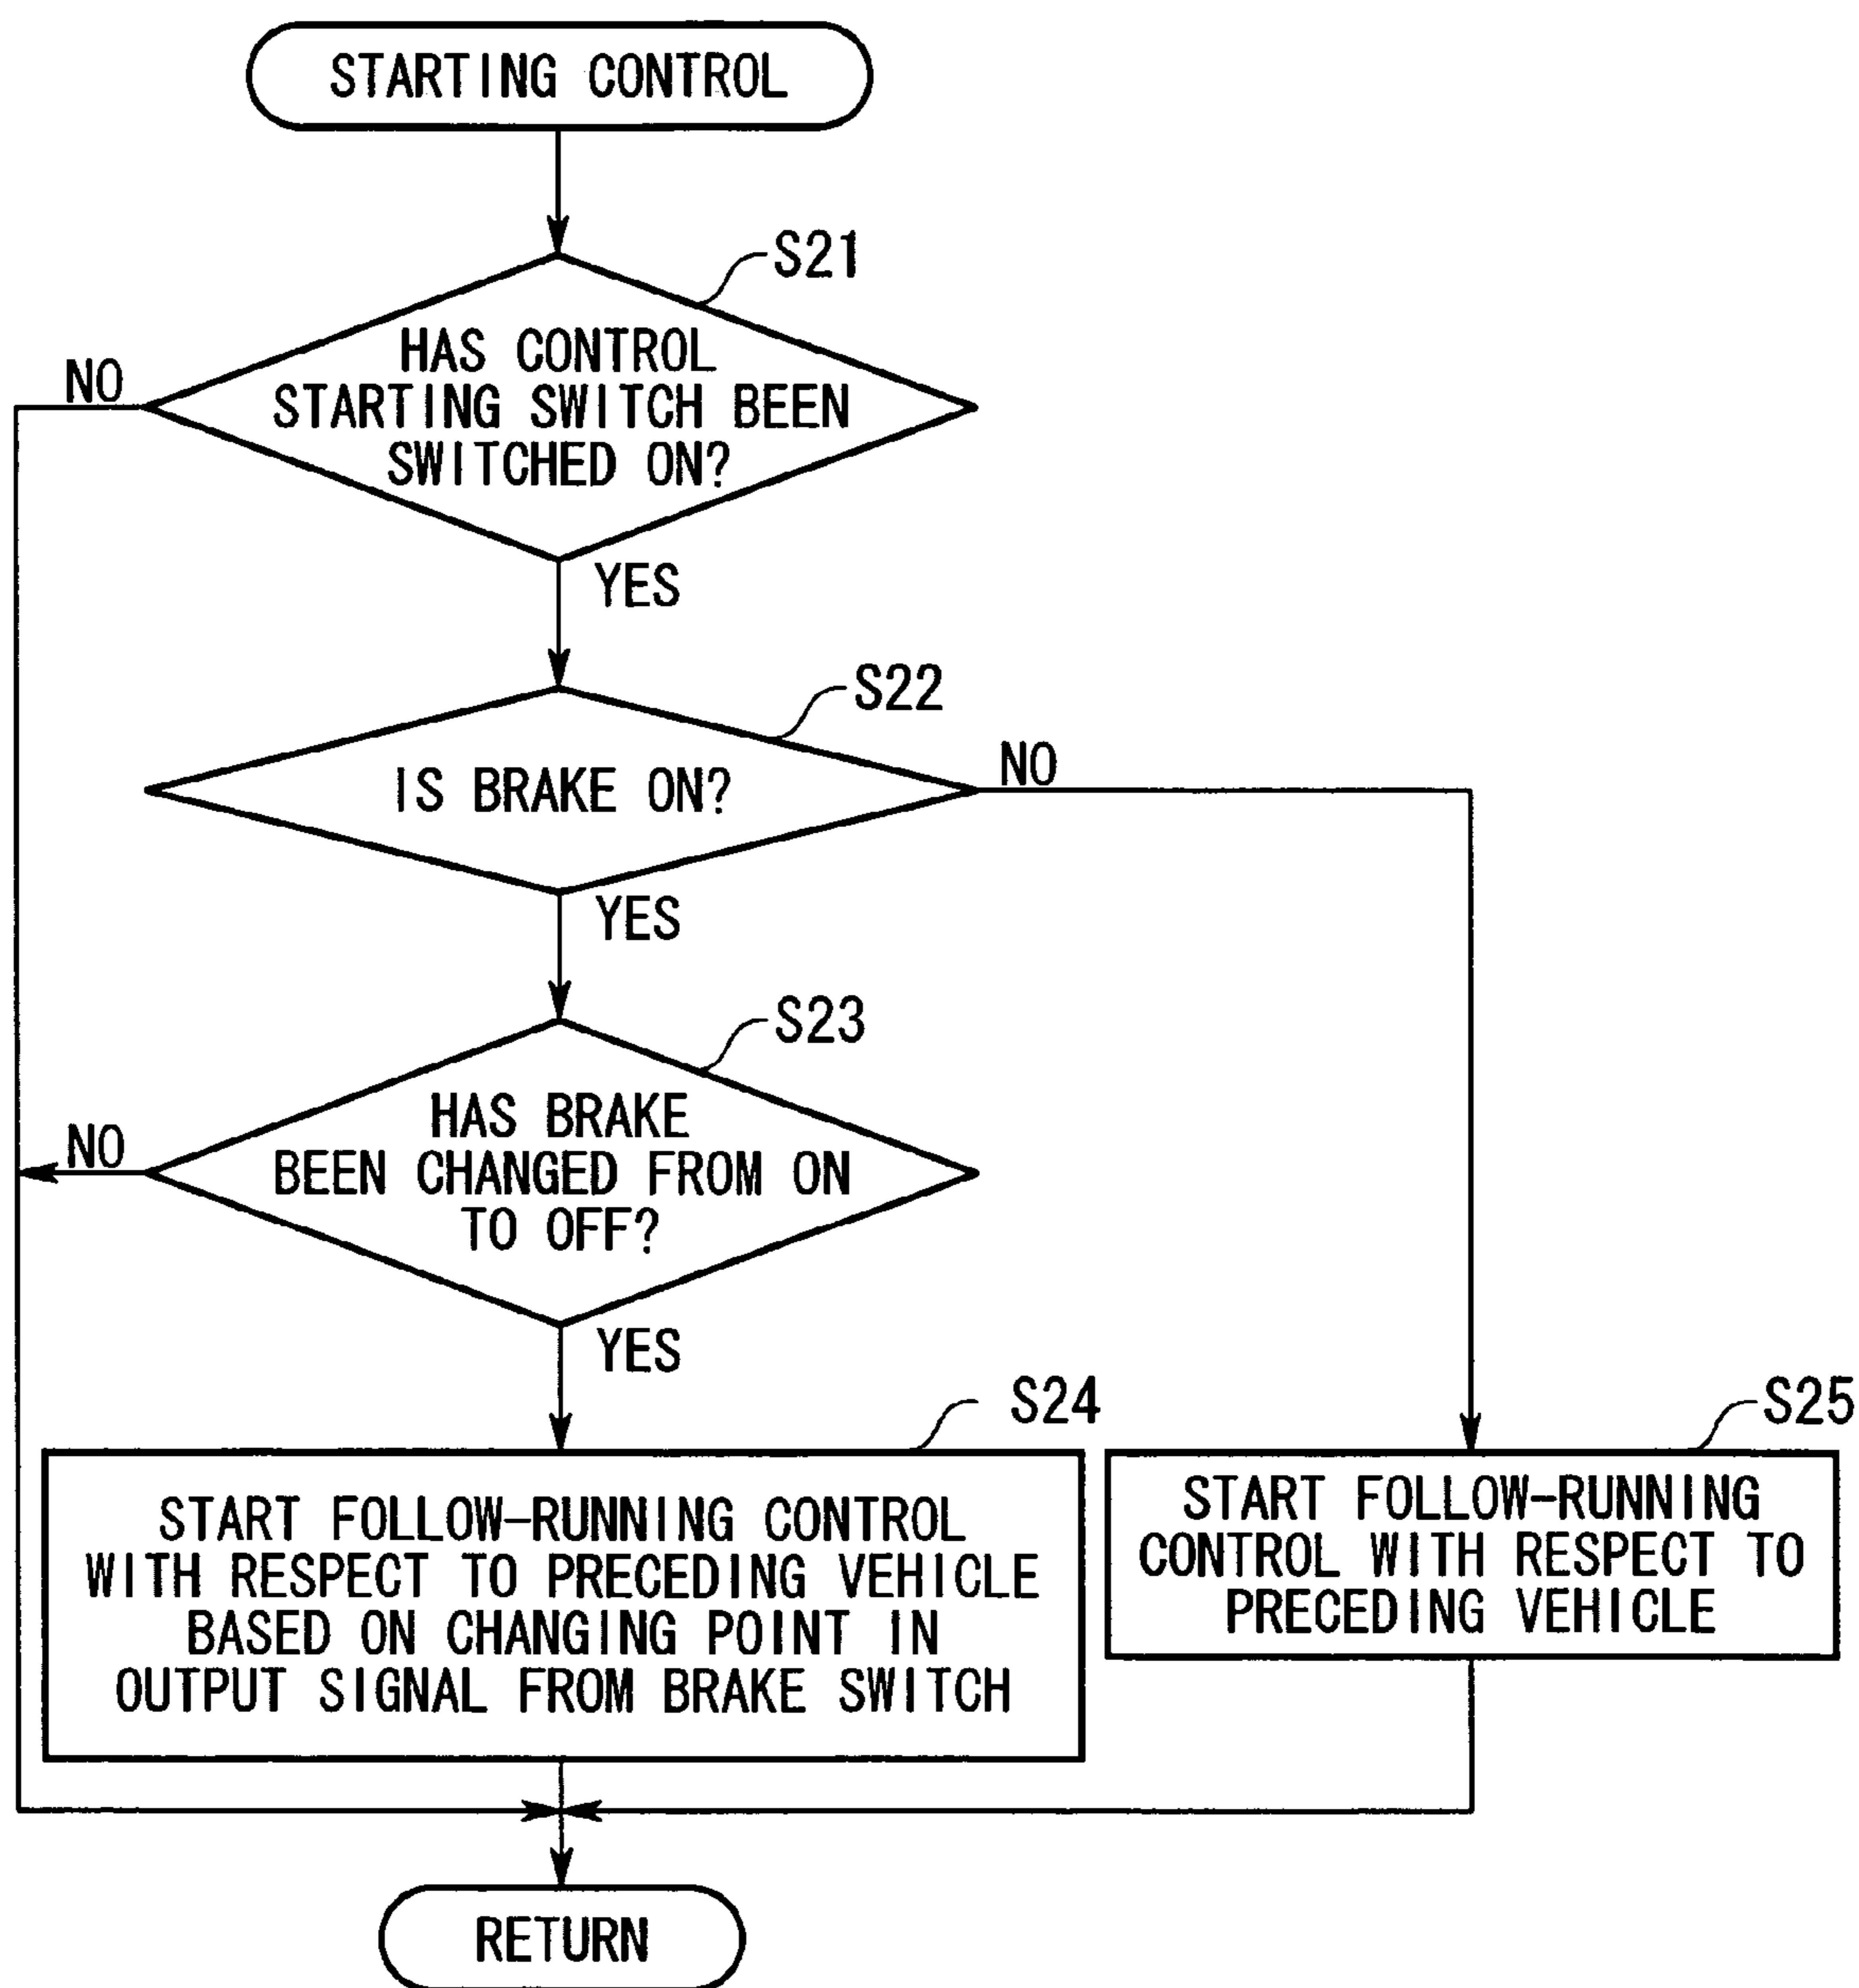 STARTING CONTROL
S21
HAS CONTROL
STARTING SWITCH BEEN
SWITCHED ON?
NO
YES
S22
IS BRAKE ON?
NO
YES
S23
HAS BRAKE
BEEN CHANGED FROM ON
TO OFF?
NO
YES
S24
START FOLLOW-RUNNING CONTROL
WITH RESPECT TO PRECEDING VEHICLE
BASED ON CHANGING POINT IN
OUTPUT SIGNAL FROM BRAKE SWITCH
S25
START FOLLOW-RUNNING
CONTROL WITH RESPECT TO
PRECEDING VEHICLE
RETURN